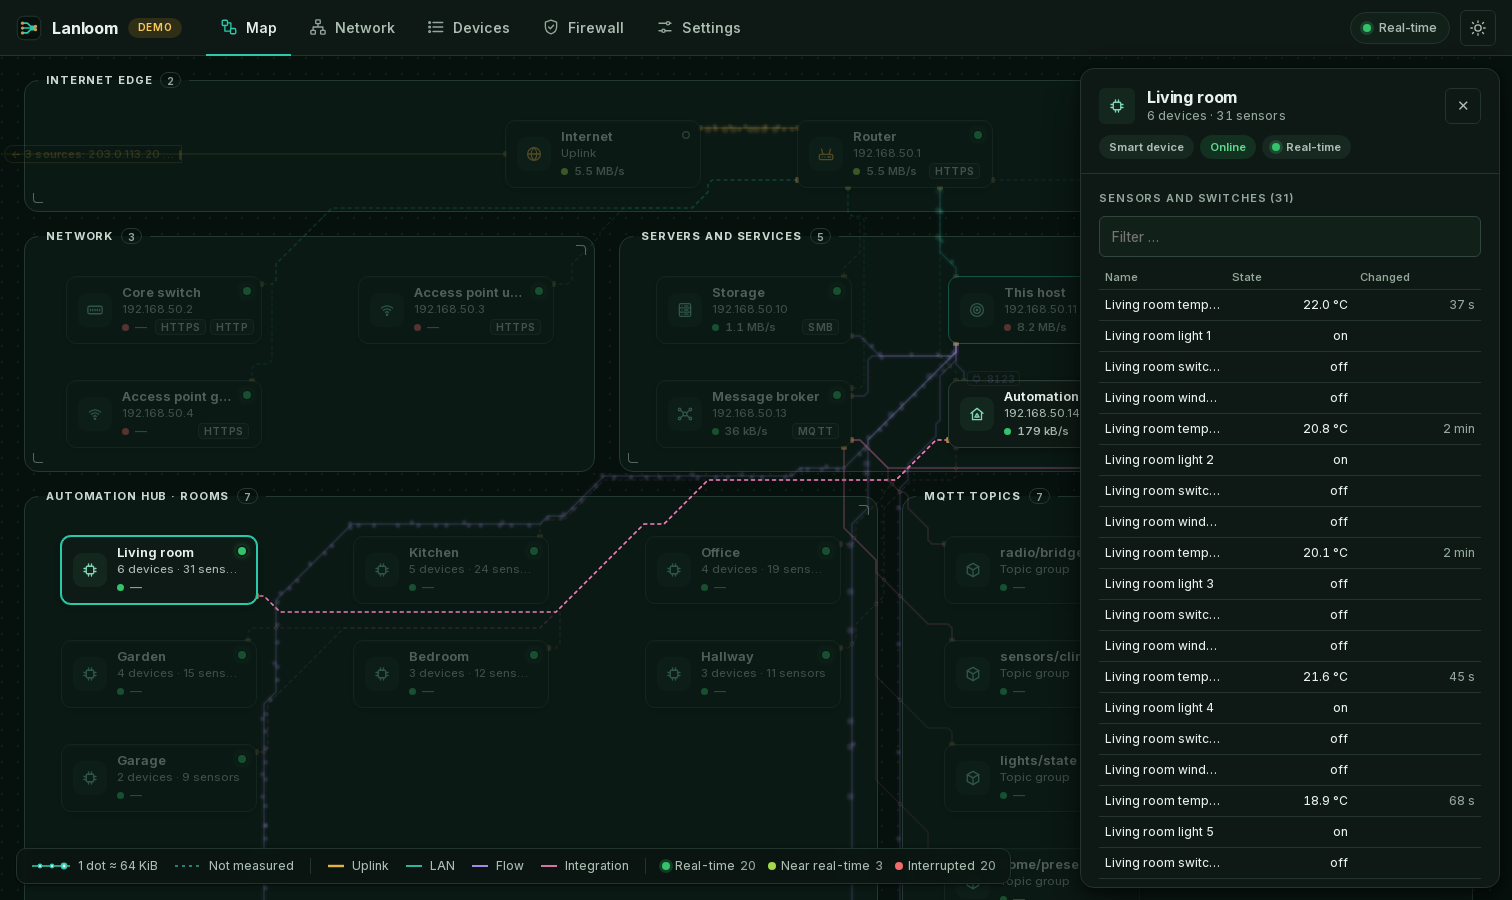 Lanloom DEMO Map Network Devices Firewall Settings Real-time
INTERNET EDGE 2
Internet
Uplink
5.5 MB/s
Router
192.168.50.1
5.5 MB/s HTTPS
← 3 sources: 203.0.113.20
NETWORK 3
Core switch
192.168.50.2
— HTTPS HTTP
Access point u…
192.168.50.3
— HTTPS
Access point g…
192.168.50.4
— HTTPS
SERVERS AND SERVICES 5
Storage
192.168.50.10
1.1 MB/s SMB
This host
192.168.50.11
8.2 MB/s
8123
Message broker
192.168.50.13
36 kB/s MQTT
Automation
192.168.50.14
179 kB/s
AUTOMATION HUB · ROOMS 7
Living room
6 devices · 31 sens…
—
Kitchen
5 devices · 24 sens…
—
Office
4 devices · 19 sens…
—
Garden
4 devices · 15 sens…
—
Bedroom
3 devices · 12 sens…
—
Hallway
3 devices · 11 sensors
—
Garage
2 devices · 9 sensors
—
MQTT TOPICS 7
radio/bridge
Topic group
—
sensors/clim
Topic group
—
lights/state
Topic group
—
ome/prese
opic group
1 dot ≈ 64 KiB Not measured Uplink LAN Flow Integration Real-time 20 Near real-time 3 Interrupted 20
Living room
6 devices · 31 sensors
Smart device Online Real-time
SENSORS AND SWITCHES (31)
Filter …
Name State Changed
Living room temp… 22.0 °C 37 s
Living room light 1 on
Living room switc… off
Living room wind… off
Living room temp… 20.8 °C 2 min
Living room light 2 on
Living room switc… off
Living room wind… off
Living room temp… 20.1 °C 2 min
Living room light 3 off
Living room switc… off
Living room wind… off
Living room temp… 21.6 °C 45 s
Living room light 4 on
Living room switc… off
Living room wind… off
Living room temp… 18.9 °C 68 s
Living room light 5 on
Living room switc… off